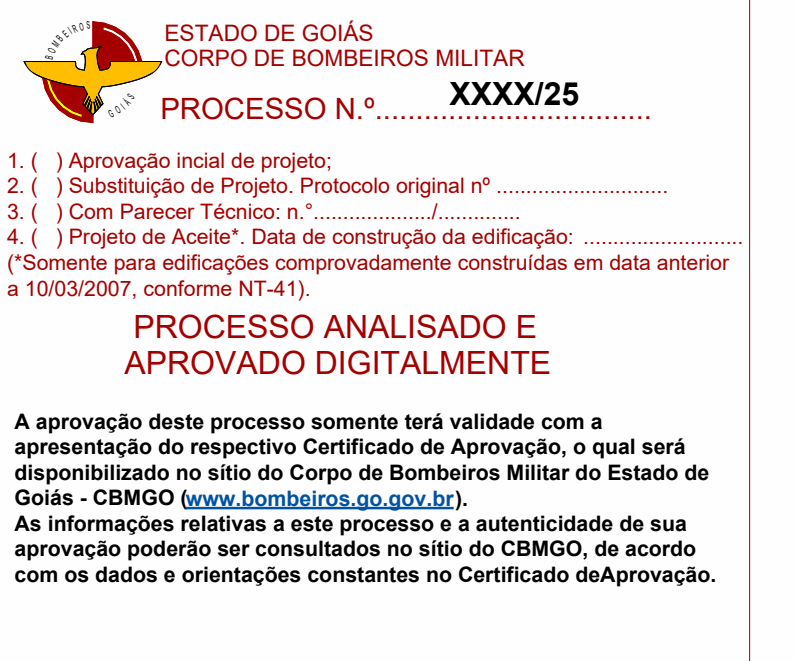 BOMBEIROS
GOIÁS
ESTADO DE GOIÁS
CORPO DE BOMBEIROS MILITAR
PROCESSO N.º..................................
XXXX/25
1. (   ) Aprovação incial de projeto;
2. (   ) Substituição de Projeto. Protocolo original nº .............................
3. (   ) Com Parecer Técnico: n.°..................../..............
4. (   ) Projeto de Aceite*. Data de construção da edificação:  ...........................
(*Somente para edificações comprovadamente construídas em data anterior
a 10/03/2007, conforme NT-41).
PROCESSO ANALISADO E
APROVADO DIGITALMENTE
A aprovação deste processo somente terá validade com a
apresentação do respectivo Certificado de Aprovação, o qual será
disponibilizado no sítio do Corpo de Bombeiros Militar do Estado de
Goiás - CBMGO (www.bombeiros.go.gov.br).
As informações relativas a este processo e a autenticidade de sua
aprovação poderão ser consultados no sítio do CBMGO, de acordo
com os dados e orientações constantes no Certificado deAprovação.